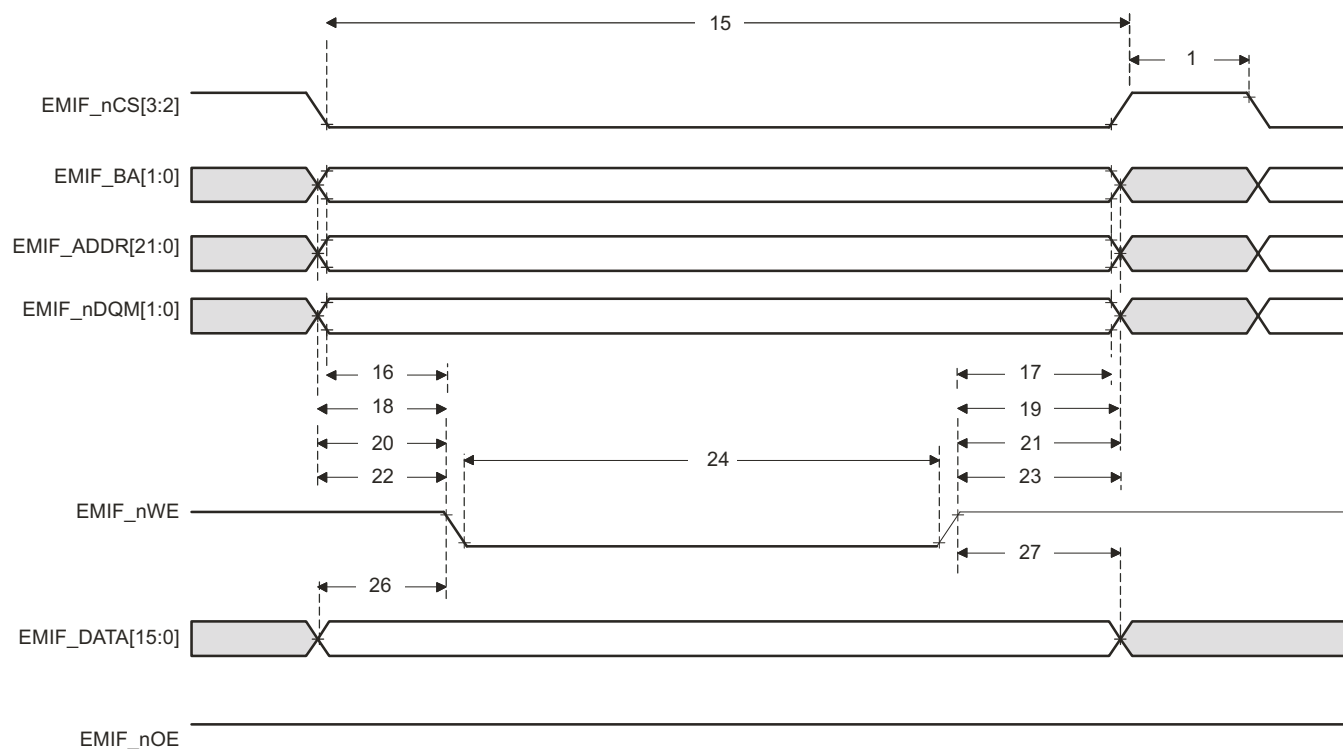 15
1
EMIF_nCS[3:2]
EMIF_BA[1:0]
EMIF_ADDR[21:0]
EMIF_nDQM[1:0]
16 17
18 19
20 21
24
22 23
EMIF_nWE
27
26
EMIF_DATA[15:0]
EMIF_nOE